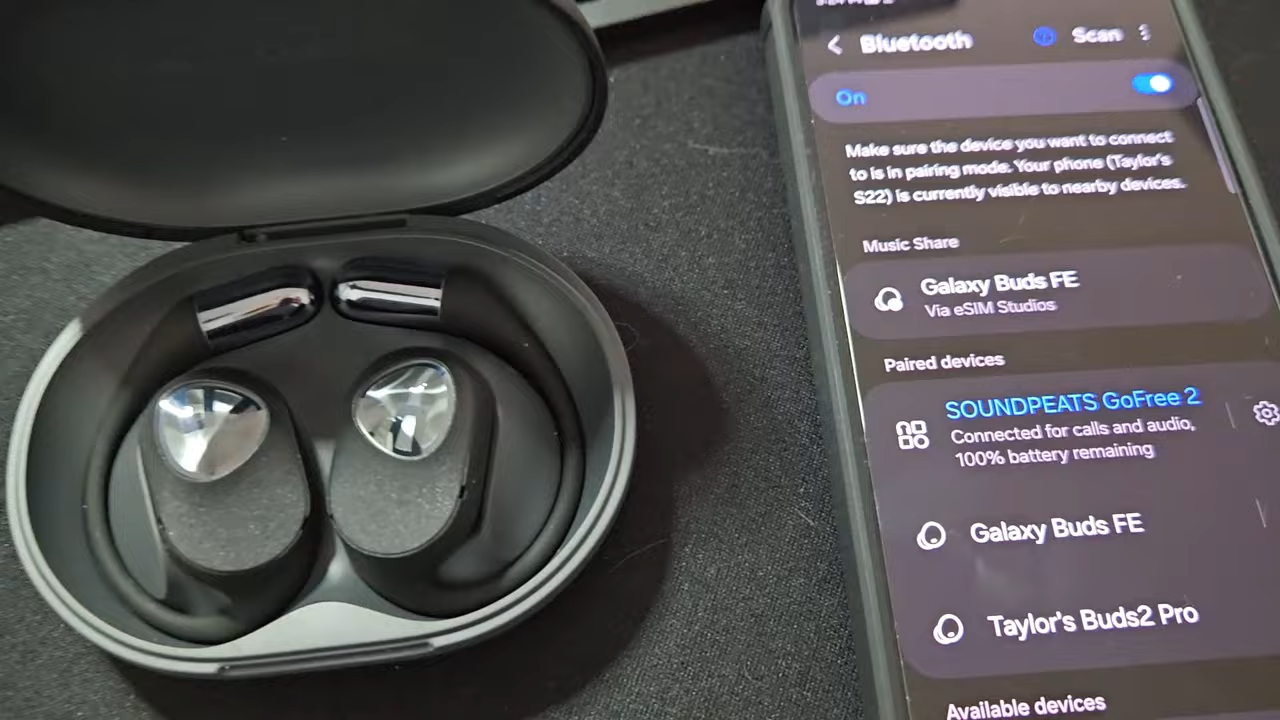 Bluetooth
Scan
On
Make sure the device you want to connect
to is in pairing mode. Your phone (Taylor's
S22) is currently visible to nearby devices.
Music Share
Galaxy Buds FE
Via eSIM Studios
Paired devices
SOUNDPEATS GoFree 2
Connected for calls and audio,
100% battery remaining
Galaxy Buds FE
Taylor's Buds2 Pro
Available devices